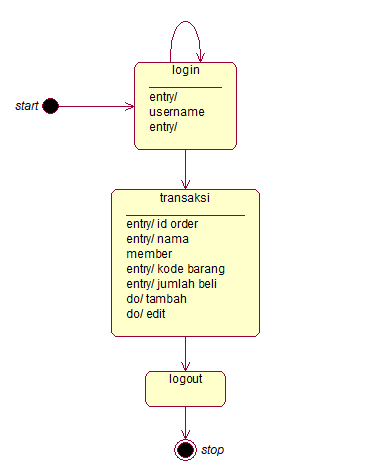 login
entry/
username
entry/
start
transaksi
entry/ id order
entry/ nama
member
entry/ kode barang
entry/ jumlah beli
do/ tambah
do/ edit
logout
stop